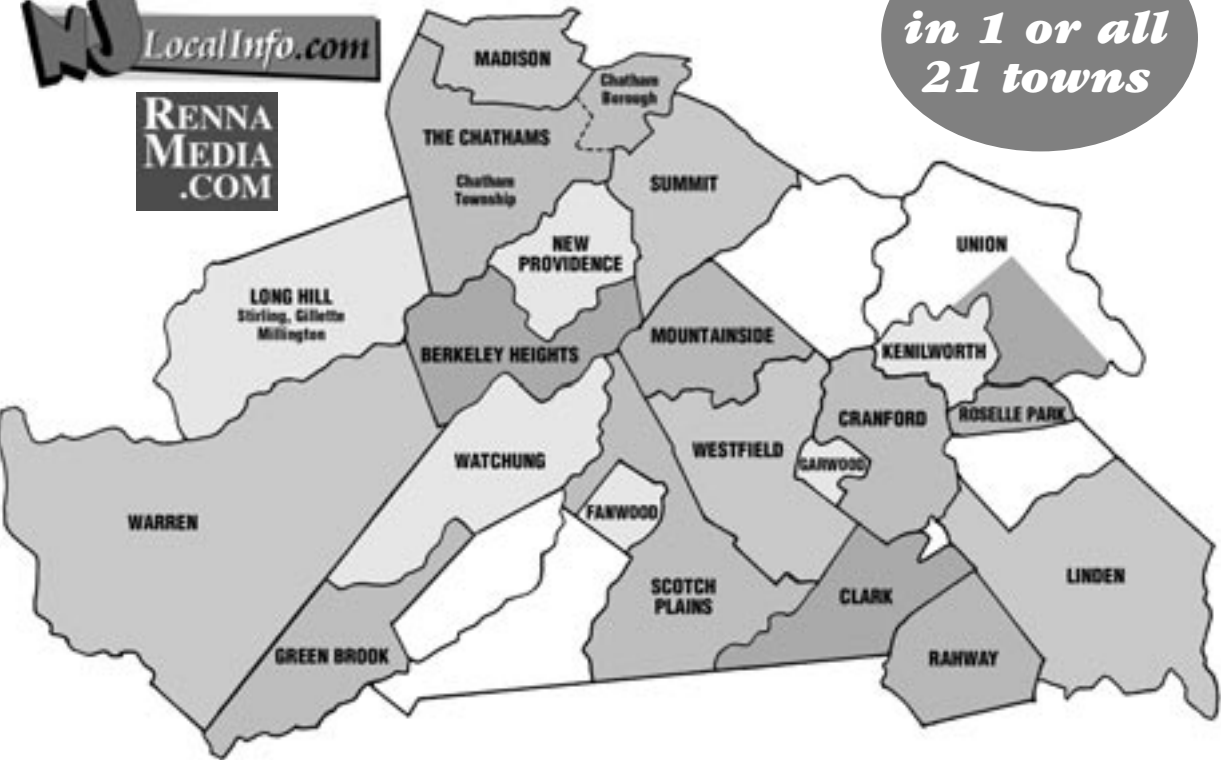 NJ LocalInfo.com
RENNA
MEDIA
.COM
in 1 or all
21 towns
MADISON
Chatham
Borough
THE CHATHAMS
Chatham
Township
SUMMIT
NEW
PROVIDENCE
UNION
LONG HILL
Stirling, Gillette
Millington
BERKELEY HEIGHTS
MOUNTAINSIDE
KENILWORTH
CRANFORD
ROSELLE PARK
WATCHUNG
WESTFIELD
GARWOOD
WARREN
FANWOOD
SCOTCH
PLAINS
CLARK
LINDEN
GREEN BROOK
RAHWAY